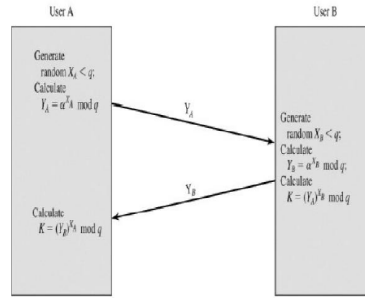 User A
User B
Generate
random X_A < q;
Calculate
Y_A = α^{X_A} mod q
Y_A
Generate
random X_B < q;
Calculate
Y_B = α^{X_B} mod q;
Calculate
K = (Y_A)^{X_B} mod q
Y_B
Calculate
K = (Y_B)^{X_A} mod q